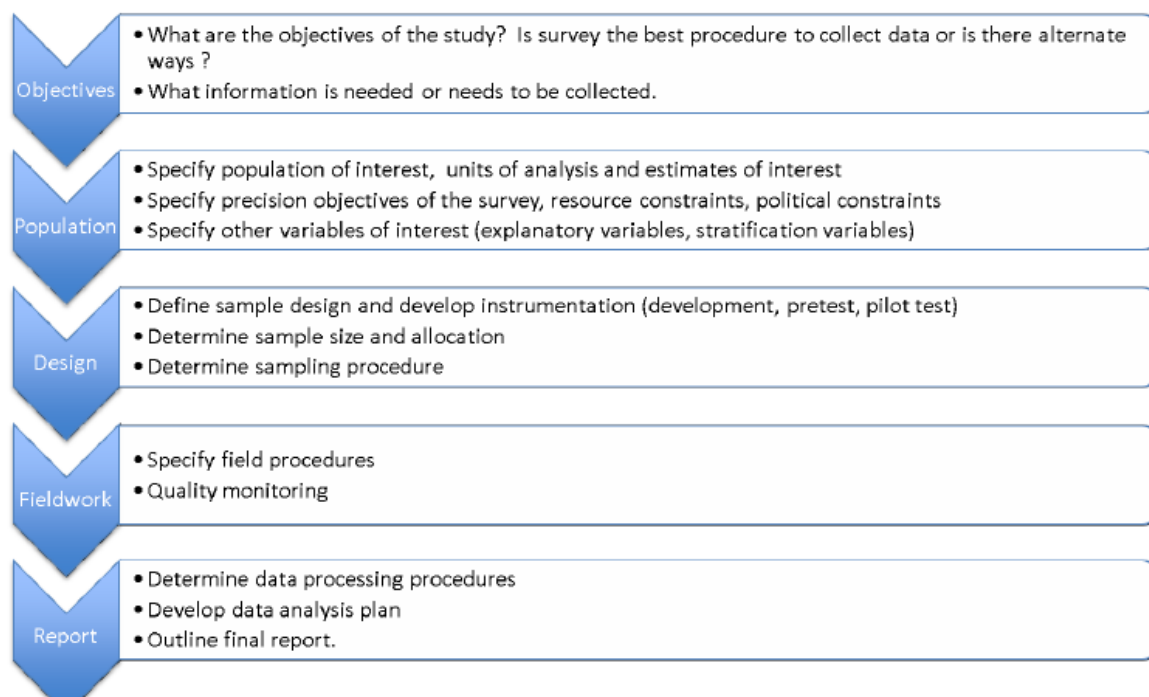 Objectives
• What are the objectives of the study?  Is survey the best procedure to collect data or is there alternate
ways ?
• What information is needed or needs to be collected.
Population
• Specify population of interest,  units of analysis and estimates of interest
• Specify precision objectives of the survey, resource constraints, political constraints
• Specify other variables of interest (explanatory variables, stratification variables)
Design
• Define sample design and develop instrumentation (development, pretest, pilot test)
• Determine sample size and allocation
• Determine sampling procedure
Fieldwork
• Specify field procedures
• Quality monitoring
Report
• Determine data processing procedures
• Develop data analysis plan
• Outline final report.